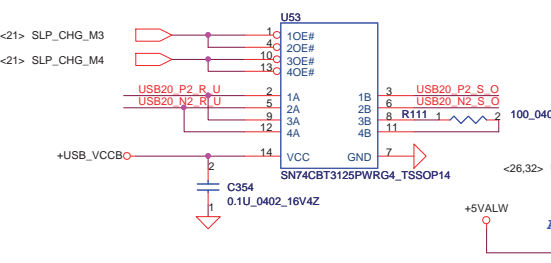 U53
<21> SLP_CHG_M3
1 1OE#
4 2OE#
<21> SLP_CHG_M4
10 3OE#
13 4OE#
USB20_P2_R_U 2 1A 1B 3 USB20_P2_S_O
USB20_N2_R_U 5 2A 2B 6 USB20_N2_S_O
9 3A 3B 8 R111 1 2 100_040
12 4A 4B 11
+USB_VCCB 14 VCC GND 7
2
SN74CBT3125PWRG4_TSSOP14
<26,32>
C354
0.1U_0402_16V4Z
1
+5VALW